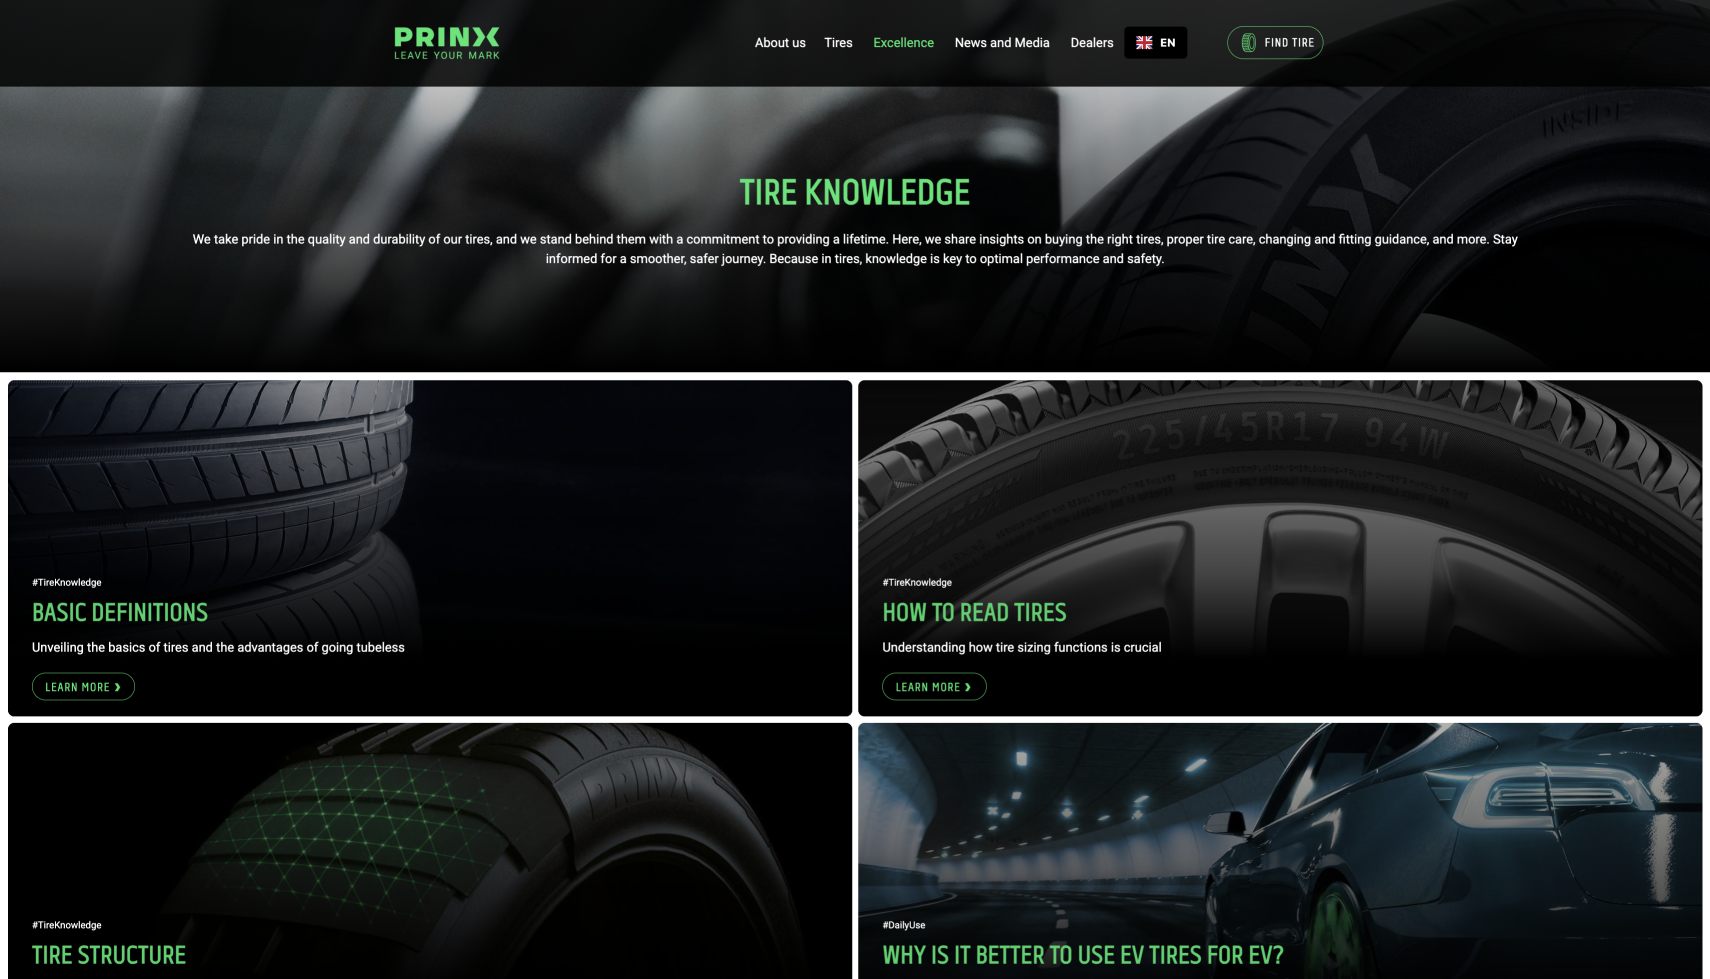 PRINX
LEAVE YOUR MARK
About us
Tires
Excellence
News and Media
Dealers
EN
FIND TIRE
INSIDE
NX
TIRE KNOWLEDGE
We take pride in the quality and durability of our tires, and we stand behind them with a commitment to providing a lifetime. Here, we share insights on buying the right tires, proper tire care, changing and fitting guidance, and more. Stay
informed for a smoother, safer journey. Because in tires, knowledge is key to optimal performance and safety.
#TireKnowledge
BASIC DEFINITIONS
Unveiling the basics of tires and the advantages of going tubeless
LEARN MORE ❯
225/45R17 94W
#TireKnowledge
HOW TO READ TIRES
Understanding how tire sizing functions is crucial
LEARN MORE ❯
PRINX
#TireKnowledge
TIRE STRUCTURE
#DailyUse
WHY IS IT BETTER TO USE EV TIRES FOR EV?